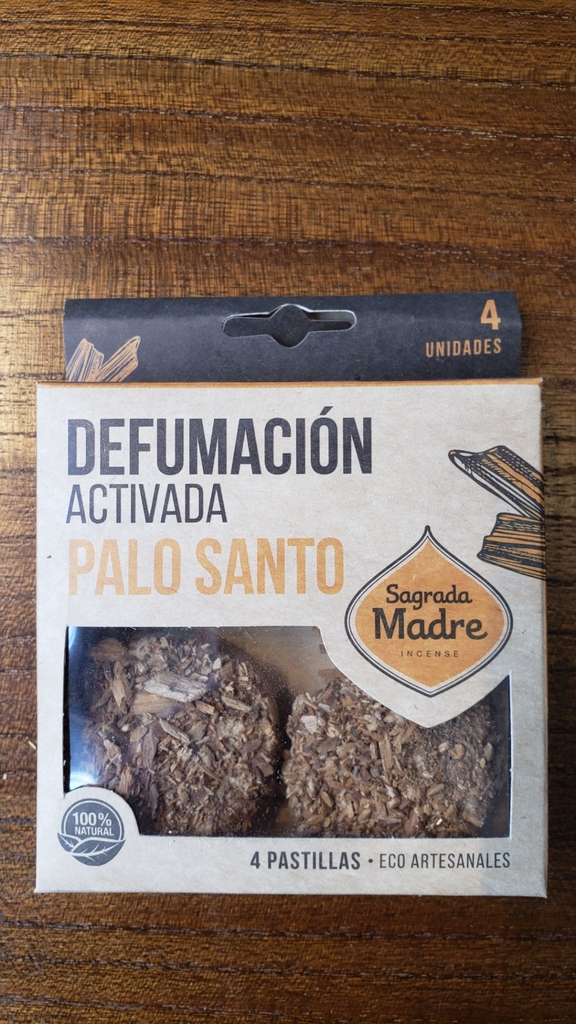 4
UNIDADES
DEFUMACIÓN
ACTIVADA
PALO SANTO
Sagrada
Madre
INCENSE
100%
NATURAL
4 PASTILLAS • ECO ARTESANALES